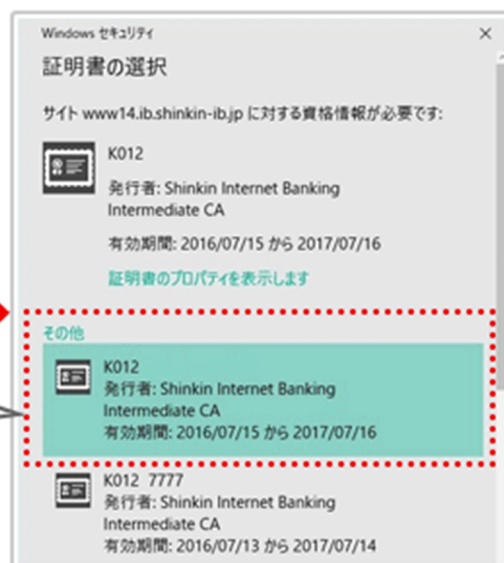 Windows セキュリティ
証明書の選択
サイト www14.ib.shinkin-ib.jp に対する資格情報が必要です:
K012
発行者: Shinkin Internet Banking
Intermediate CA
有効期間: 2016/07/15 から 2017/07/16
証明書のプロパティを表示します
その他
K012
発行者: Shinkin Internet Banking
Intermediate CA
有効期間: 2016/07/15 から 2017/07/16
K012 7777
発行者: Shinkin Internet Banking
Intermediate CA
有効期間: 2016/07/13 から 2017/07/14